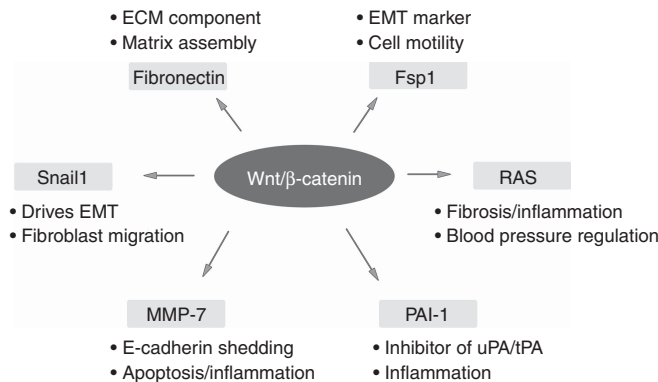 • ECM component
• Matrix assembly
Fibronectin
• EMT marker
• Cell motility
Fsp1
Snail1
• Drives EMT
• Fibroblast migration
Wnt/β-catenin
RAS
• Fibrosis/inflammation
• Blood pressure regulation
MMP-7
• E-cadherin shedding
• Apoptosis/inflammation
PAI-1
• Inhibitor of uPA/tPA
• Inflammation